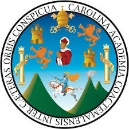 CAROLINA ACADEMIA COACTEMALENSIS INTER CAETERAS ORBIS CONSPICUA